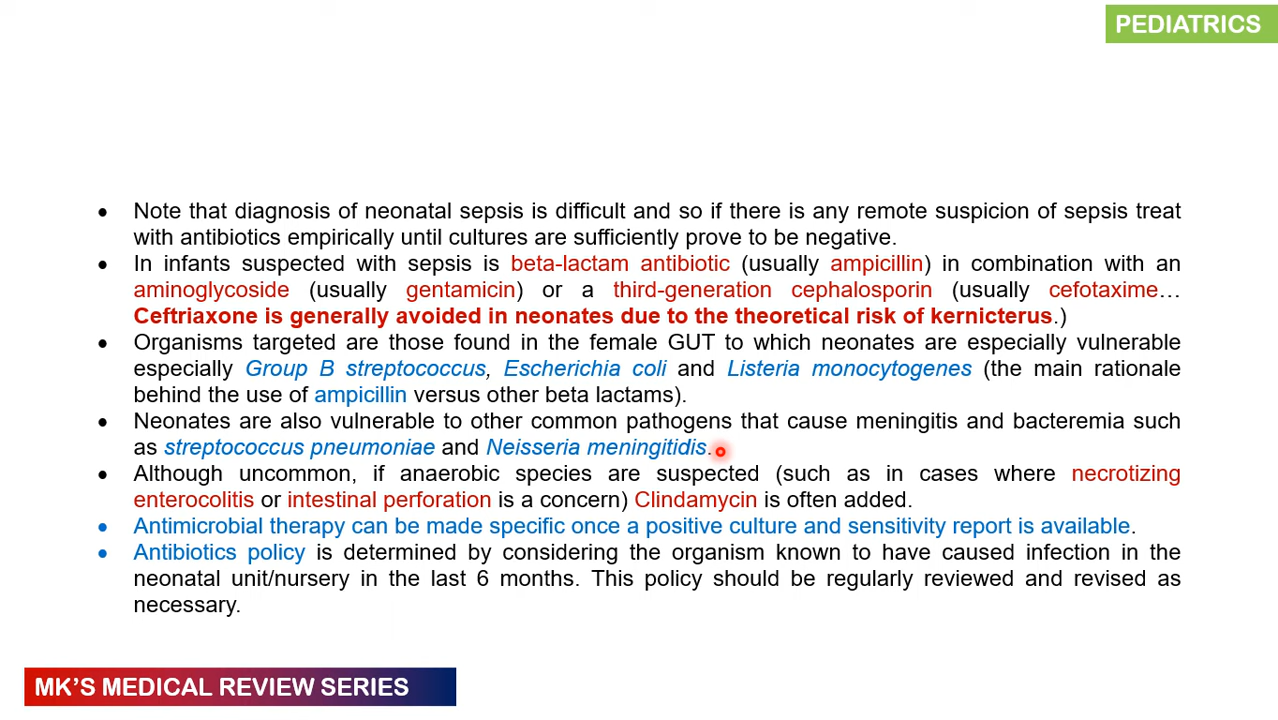 PEDIATRICS
• Note that diagnosis of neonatal sepsis is difficult and so if there is any remote suspicion of sepsis treat
with antibiotics empirically until cultures are sufficiently prove to be negative.
• In infants suspected with sepsis is beta-lactam antibiotic (usually ampicillin) in combination with an
aminoglycoside (usually gentamicin) or a third-generation cephalosporin (usually cefotaxime…
Ceftriaxone is generally avoided in neonates due to the theoretical risk of kernicterus.)
• Organisms targeted are those found in the female GUT to which neonates are especially vulnerable
especially Group B streptococcus, Escherichia coli and Listeria monocytogenes (the main rationale
behind the use of ampicillin versus other beta lactams).
• Neonates are also vulnerable to other common pathogens that cause meningitis and bacteremia such
as streptococcus pneumoniae and Neisseria meningitidis.
• Although uncommon, if anaerobic species are suspected (such as in cases where necrotizing
enterocolitis or intestinal perforation is a concern) Clindamycin is often added.
• Antimicrobial therapy can be made specific once a positive culture and sensitivity report is available.
• Antibiotics policy is determined by considering the organism known to have caused infection in the
neonatal unit/nursery in the last 6 months. This policy should be regularly reviewed and revised as
necessary.
MK'S MEDICAL REVIEW SERIES